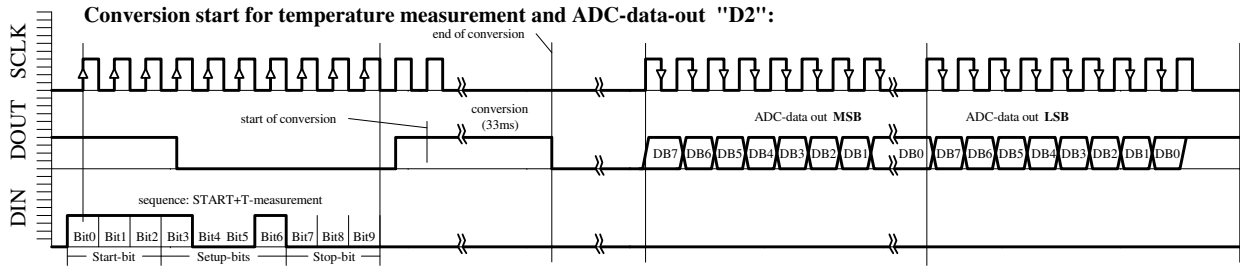 Conversion start for temperature measurement and ADC-data-out "D2":
end of conversion
SCLK
DOUT
start of conversion
conversion
(33ms)
ADC-data out MSB
ADC-data out LSB
DB7 DB6 DB5 DB4 DB3 DB2 DB1 DB0 DB7 DB6 DB5 DB4 DB3 DB2 DB1 DB0
DIN
sequence: START+T-measurement
Bit0 Bit1 Bit2 Bit3 Bit4 Bit5 Bit6 Bit7 Bit8 Bit9
Start-bit Setup-bits Stop-bit